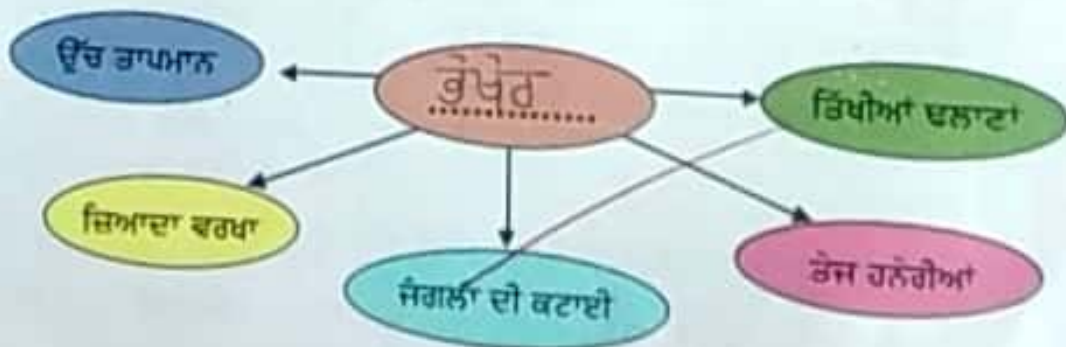 ਉੱਚ ਤਾਪਮਾਨ
ਭੋਖੋਰ
ਤਿੱਖੀਆਂ ਢਲਾਣਾਂ
ਜ਼ਿਆਦਾ ਵਰਖਾ
ਜੰਗਲਾਂ ਦੀ ਕਟਾਈ
ਤੇਜ ਹਨੇਰੀਆਂ